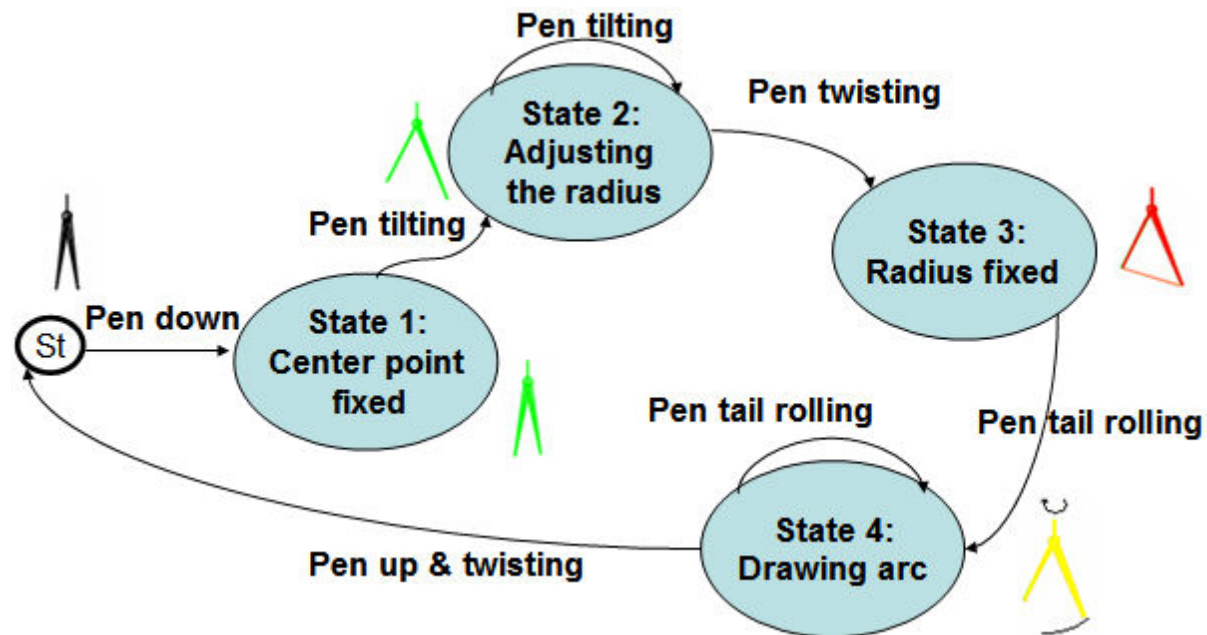 Pen tilting
State 2:
Adjusting
the radius
Pen twisting
State 3:
Radius fixed
Pen tilting
St
Pen down
State 1:
Center point
fixed
Pen tail rolling
Pen tail rolling
State 4:
Drawing arc
Pen up & twisting